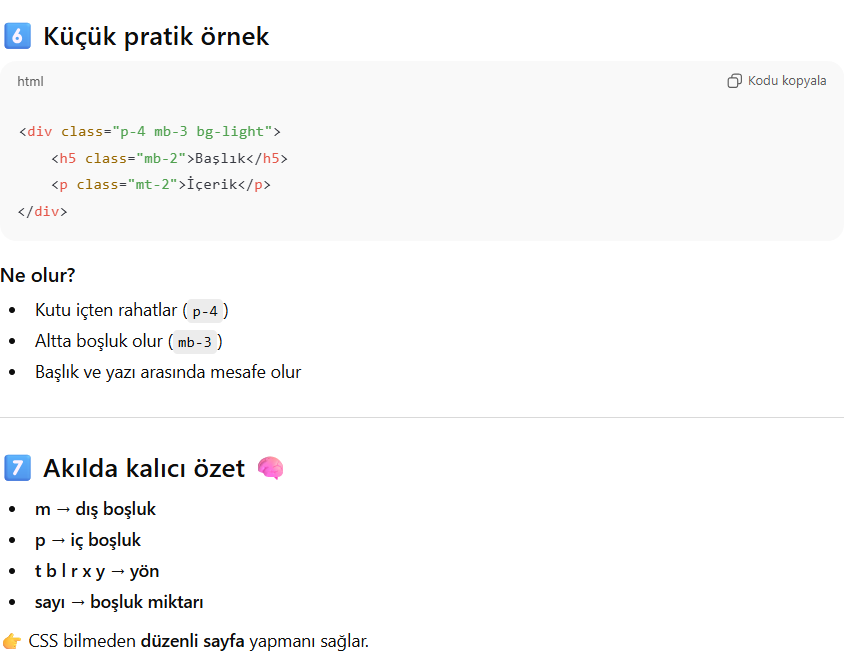 6 Küçük pratik örnek
html
Kodu kopyala
<div class="p-4 mb-3 bg-light">
    <h5 class="mb-2">Başlık</h5>
    <p class="mt-2">İçerik</p>
</div>
Ne olur?
• Kutu içten rahatlar ( p-4 )
• Altta boşluk olur ( mb-3 )
• Başlık ve yazı arasında mesafe olur
7 Akılda kalıcı özet 🧠
• m → dış boşluk
• p → iç boşluk
• t b l r x y → yön
• sayı → boşluk miktarı
👉 CSS bilmeden düzenli sayfa yapmanı sağlar.